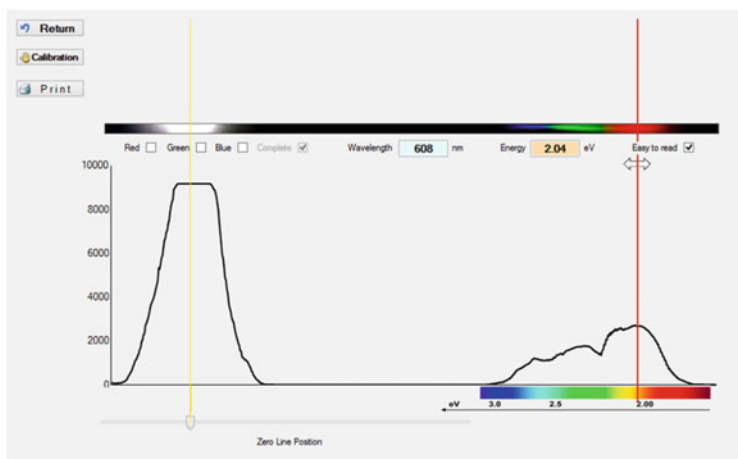 Return
Calibration
Print
Red Green Blue Complete Wavelength 608 nm Energy 2.04 eV Easy to read
10000
8000
6000
4000
2000
0
eV 3.0 2.5 2.00
Zero Line Position